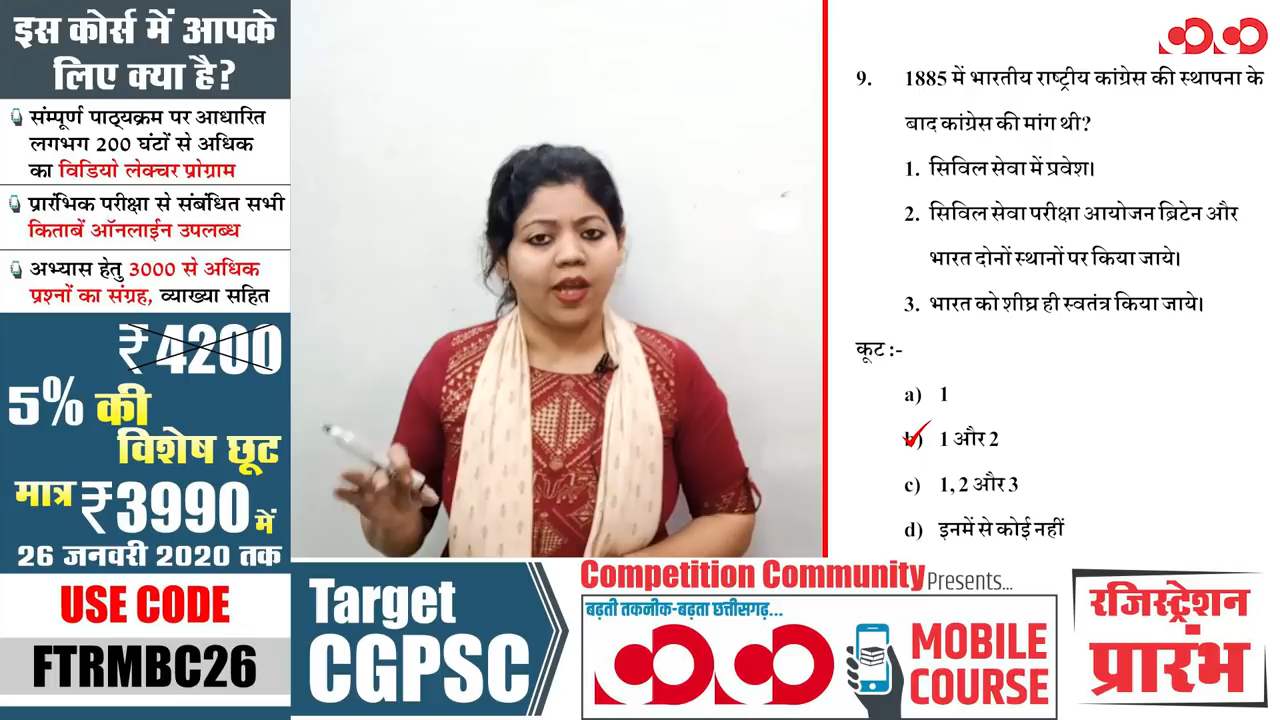 इस कोर्स में आपके
लिए क्या है?
संम्पूर्ण पाठ्यक्रम पर आधारित
लगभग 200 घंटों से अधिक
का विडियो लेक्चर प्रोग्राम
प्रारंभिक परीक्षा से संबंधित सभी
किताबें ऑनलाईन उपलब्ध
अभ्यास हेतु 3000 से अधिक
प्रश्नों का संग्रह, व्याख्या सहित
₹4200
5% की
विशेष छूट
मात्र ₹3990 में
26 जनवरी 2020 तक
USE CODE
FTRMBC26
9. 1885 में भारतीय राष्ट्रीय कांग्रेस की स्थापना के
बाद कांग्रेस की मांग थी?
1. सिविल सेवा में प्रवेश।
2. सिविल सेवा परीक्षा आयोजन ब्रिटेन और
भारत दोनों स्थानों पर किया जाये।
3. भारत को शीघ्र ही स्वतंत्र किया जाये।
कूट :-
a) 1
b) 1 और 2
c) 1, 2 और 3
d) इनमें से कोई नहीं
Target
CGPSC
Competition Community Presents...
बढ़ती तकनीक-बढ़ता छत्तीसगढ़...
MOBILE
COURSE
रजिस्ट्रेशन
प्रारंभ